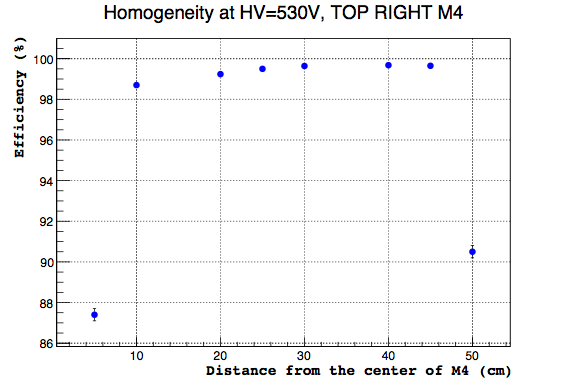 Homogeneity at HV=530V, TOP RIGHT M4
Efficiency (%)
100
98
96
94
92
90
88
86
10 20 30 40 50
Distance from the center of M4 (cm)